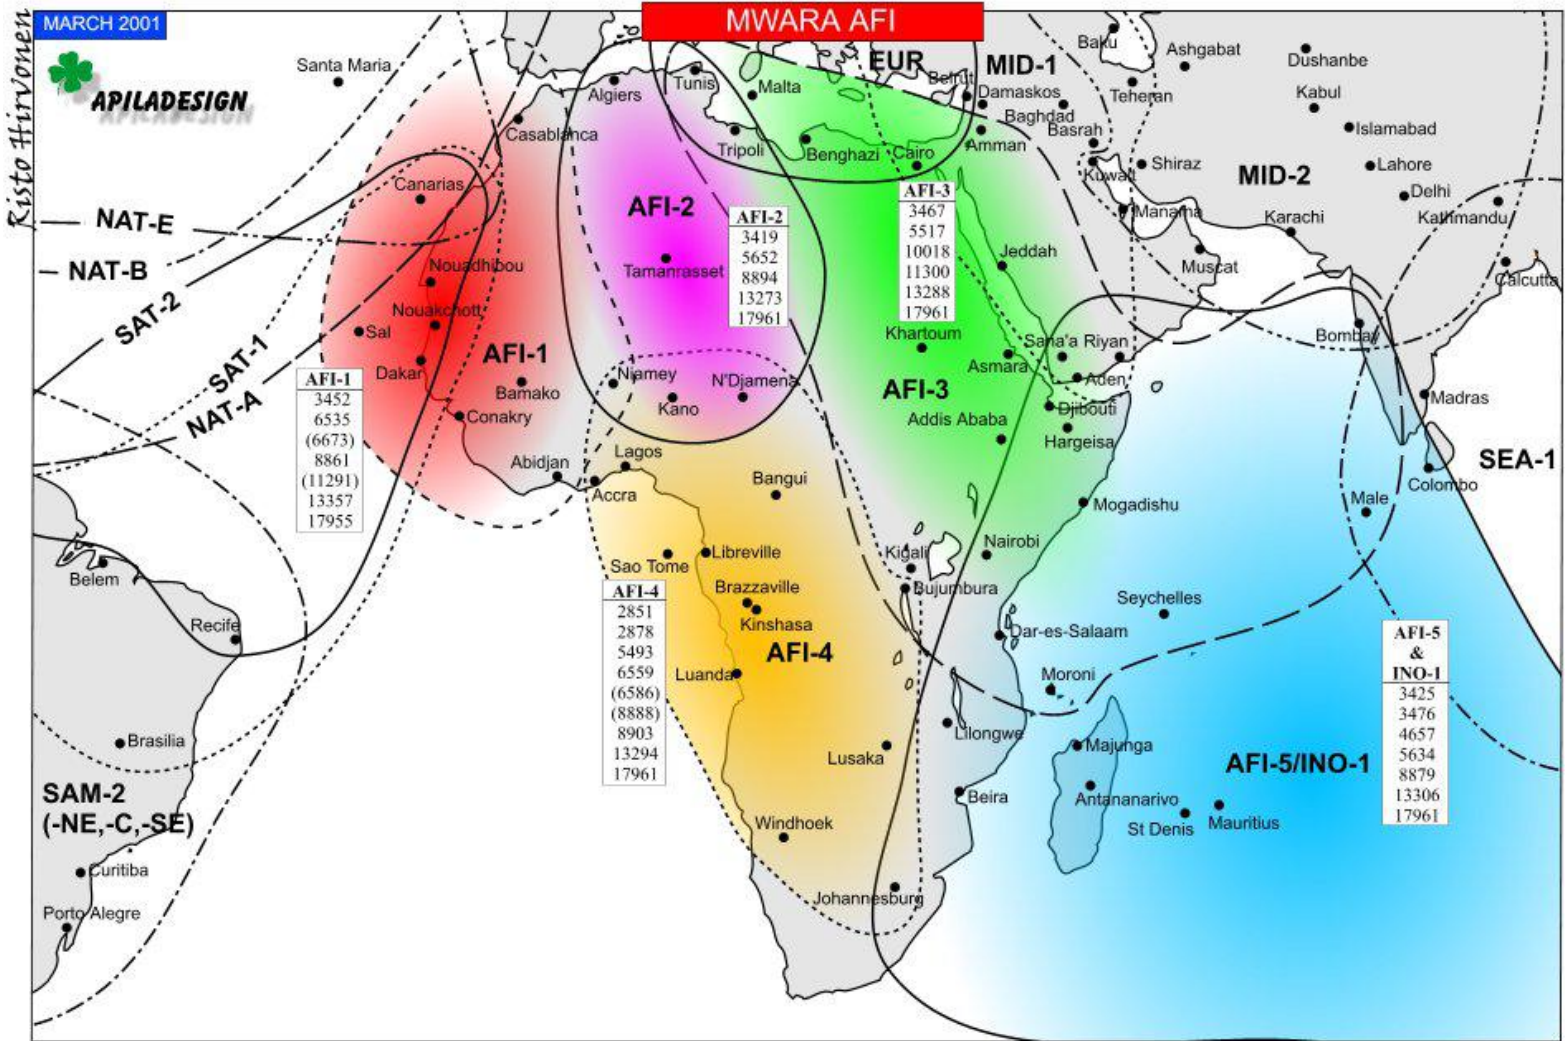 MARCH 2001
MWARA AFI
Risto Hirvonen
APILADESIGN
Santa Maria
Algiers
Tunis
Malta
EUR
Beirut
MID-1
Damaskos
Baku
Ashgabat
Dushanbe
Teheran
Kabul
Islamabad
Casablanca
Tripoli
Benghazi
Cairo
Amman
Baghdad
Basrah
Kuwait
Shiraz
MID-2
Lahore
Delhi
Kathmandu
Canarias
NAT-E
NAT-B
SAT-2
SAT-1
NAT-A
AFI-2
Tamanrasset
AFI-2
3419
5652
8894
13273
17961
AFI-3
3467
5517
10018
11300
13288
17961
Manama
Karachi
Jeddah
Muscat
Calcutta
Nouadhibou
Nouakchott
Sal
Dakar
AFI-1
Bamako
Conakry
Abidjan
AFI-1
3452
6535
(6673)
8861
(11291)
13357
17955
Niamey
Kano
N'Djamena
Khartoum
Asmara
Sana'a
Riyan
Aden
AFI-3
Addis Ababa
Djibouti
Hargeisa
Bombay
Madras
SEA-1
Colombo
Male
Lagos
Accra
Bangui
Mogadishu
Belem
Recife
Sao Tome
Libreville
Kigali
Nairobi
Bujumbura
Brazzaville
Kinshasa
AFI-4
Luanda
AFI-4
2851
2878
5493
6559
(6586)
(8888)
8903
13294
17961
Dar-es-Salaam
Seychelles
Moroni
AFI-5
&
INO-1
3425
3476
4657
5634
8879
13306
17961
Brasilia
SAM-2
(-NE,-C,-SE)
Curitiba
Porto Alegre
Lusaka
Lilongwe
Majunga
AFI-5/INO-1
Beira
Antananarivo
St Denis
Mauritius
Windhoek
Johannesburg